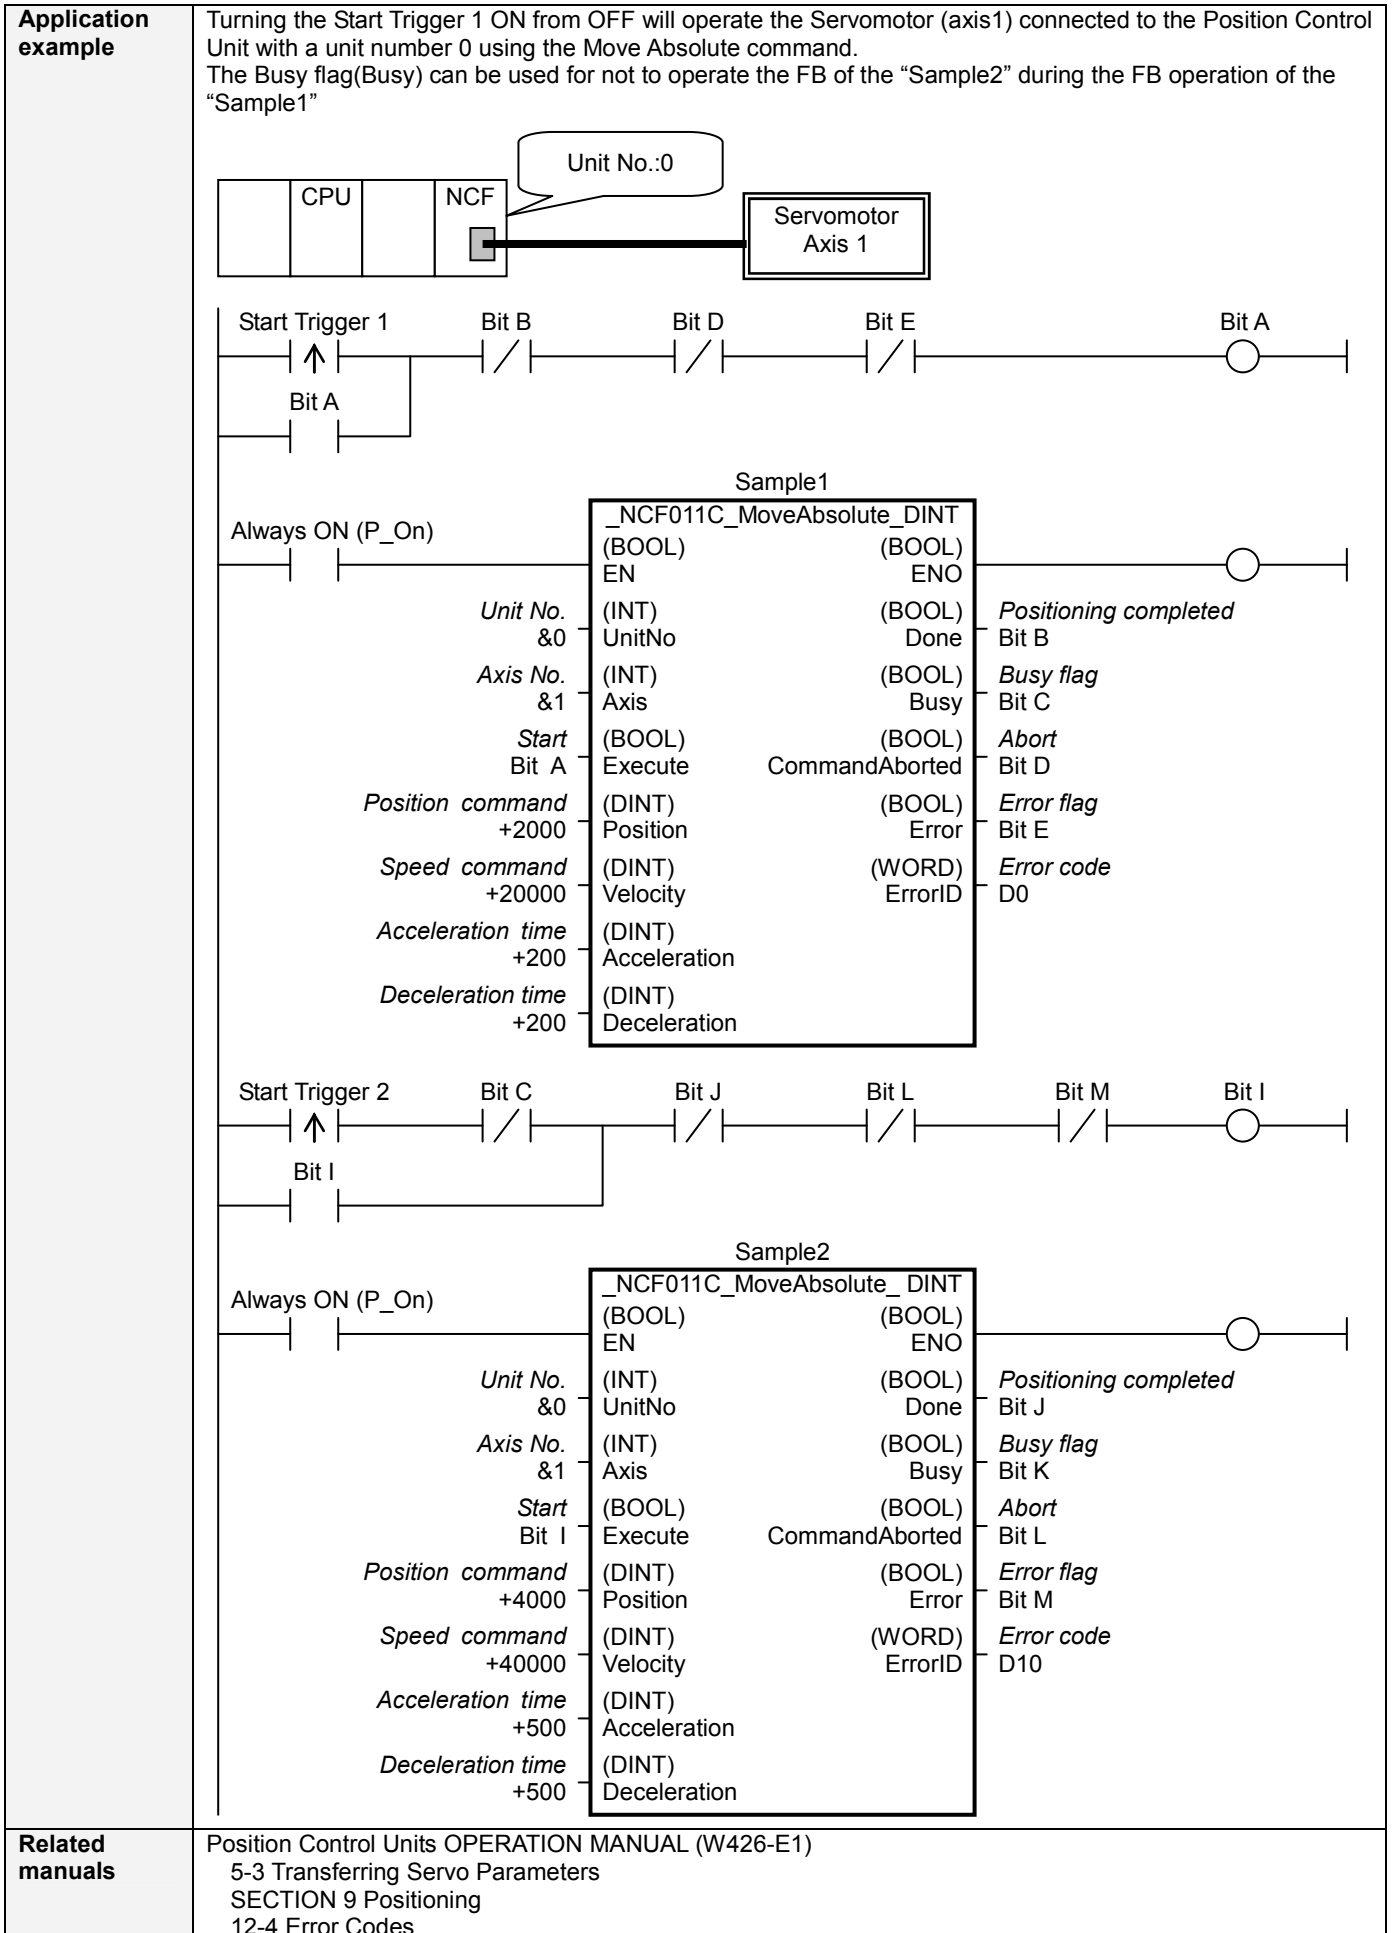 Application example
Turning the Start Trigger 1 ON from OFF will operate the Servomotor (axis1) connected to the Position Control
Unit with a unit number 0 using the Move Absolute command.
The Busy flag(Busy) can be used for not to operate the FB of the “Sample2” during the FB operation of the
“Sample1”
Unit No.:0
CPU
NCF
Servomotor
Axis 1
Start Trigger 1
Bit B
Bit D
Bit E
Bit A
Bit A
Sample1
_NCF011C_MoveAbsolute_DINT
Always ON (P_On)
(BOOL) (BOOL)
EN ENO
Unit No. (INT) (BOOL) Positioning completed
&0 UnitNo Done Bit B
Axis No. (INT) (BOOL) Busy flag
&1 Axis Busy Bit C
Start (BOOL) (BOOL) Abort
Bit A Execute CommandAborted Bit D
Position command (DINT) (BOOL) Error flag
+2000 Position Error Bit E
Speed command (DINT) (WORD) Error code
+20000 Velocity ErrorID D0
Acceleration time (DINT)
+200 Acceleration
Deceleration time (DINT)
+200 Deceleration
Start Trigger 2
Bit C
Bit J
Bit L
Bit M
Bit I
Bit I
Sample2
_NCF011C_MoveAbsolute_ DINT
Always ON (P_On)
(BOOL) (BOOL)
EN ENO
Unit No. (INT) (BOOL) Positioning completed
&0 UnitNo Done Bit J
Axis No. (INT) (BOOL) Busy flag
&1 Axis Busy Bit K
Start (BOOL) (BOOL) Abort
Bit I Execute CommandAborted Bit L
Position command (DINT) (BOOL) Error flag
+4000 Position Error Bit M
Speed command (DINT) (WORD) Error code
+40000 Velocity ErrorID D10
Acceleration time (DINT)
+500 Acceleration
Deceleration time (DINT)
+500 Deceleration
Related manuals
Position Control Units OPERATION MANUAL (W426-E1)
5-3 Transferring Servo Parameters
SECTION 9 Positioning
12-4 Error Codes